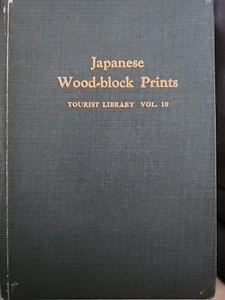 Japanese
Wood-block Prints
TOURIST LIBRARY VOL. 10